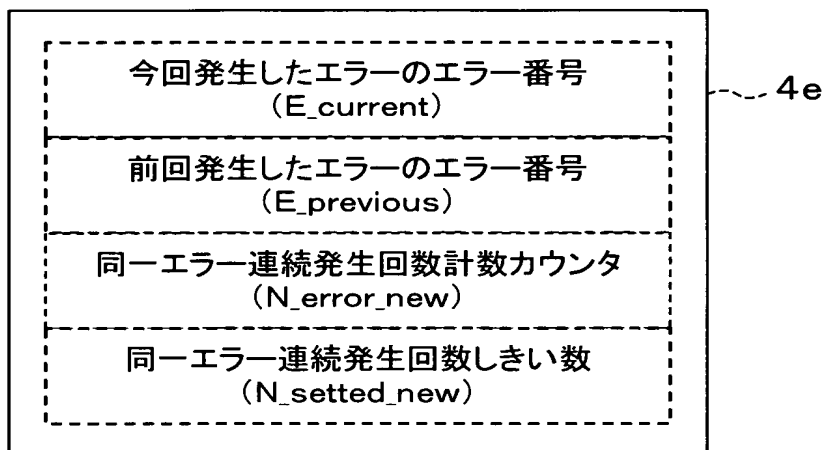 今回発生したエラーのエラー番号
（E_current）
4e
前回発生したエラーのエラー番号
（E_previous）
同一エラー連続発生回数計数カウンタ
（N_error_new）
同一エラー連続発生回数しきい数
（N_setted_new）